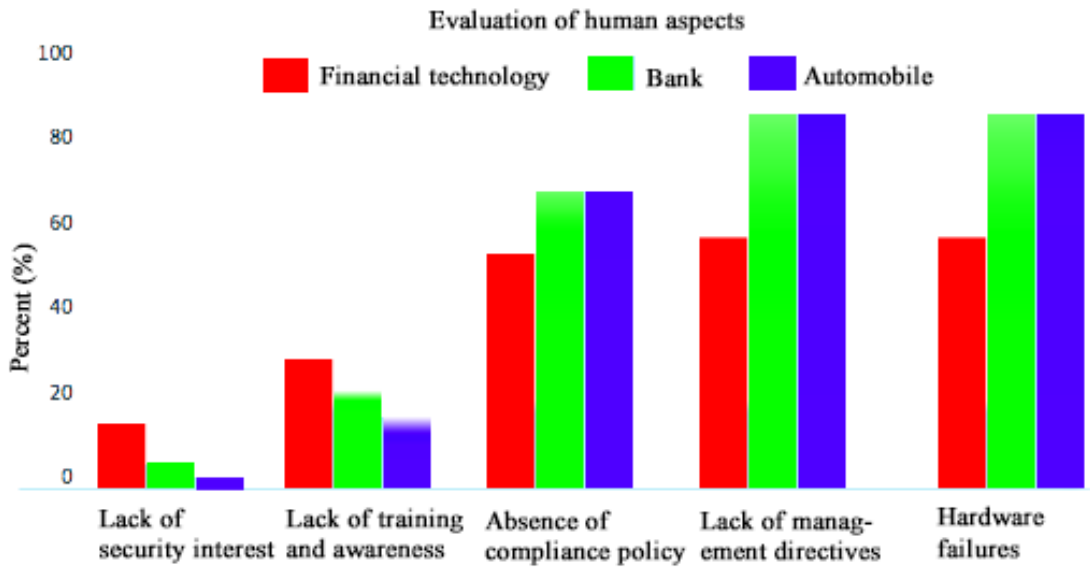 Evaluation of human aspects
100
Financial technology
Bank
Automobile
80
60
40
20
0
Percent (%)
Lack of
security interest
Lack of training
and awareness
Absence of
compliance policy
Lack of manag-
ement directives
Hardware
failures